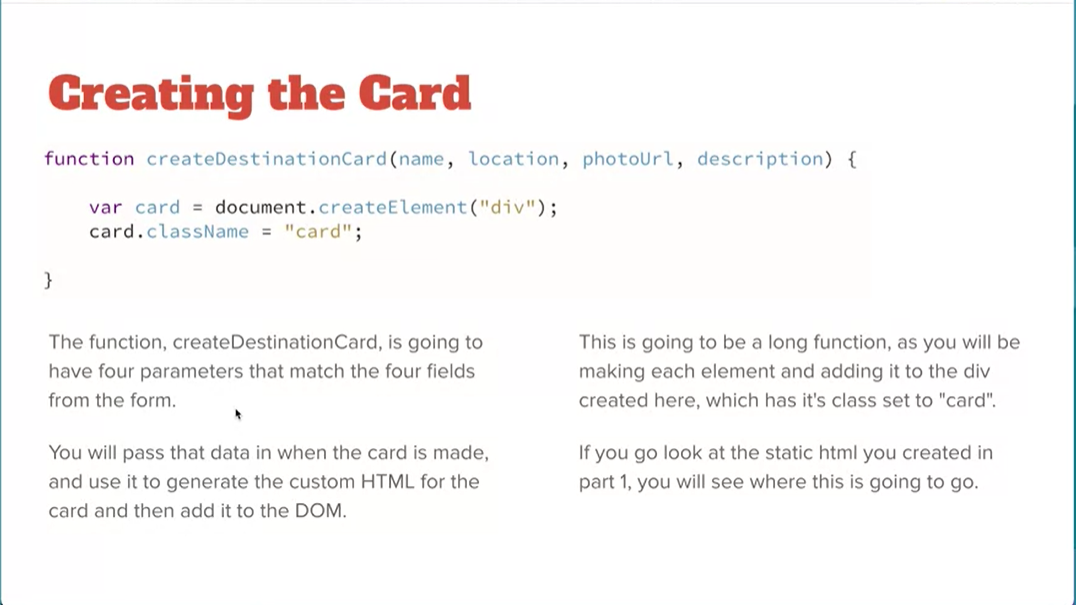 Creating the Card
function createDestinationCard(name, location, photoUrl, description) {
var card = document.createElement("div");
card.className = "card";
}
The function, createDestinationCard, is going to
have four parameters that match the four fields
from the form.
You will pass that data in when the card is made,
and use it to generate the custom HTML for the
card and then add it to the DOM.
This is going to be a long function, as you will be
making each element and adding it to the div
created here, which has it's class set to "card".
If you go look at the static html you created in
part 1, you will see where this is going to go.